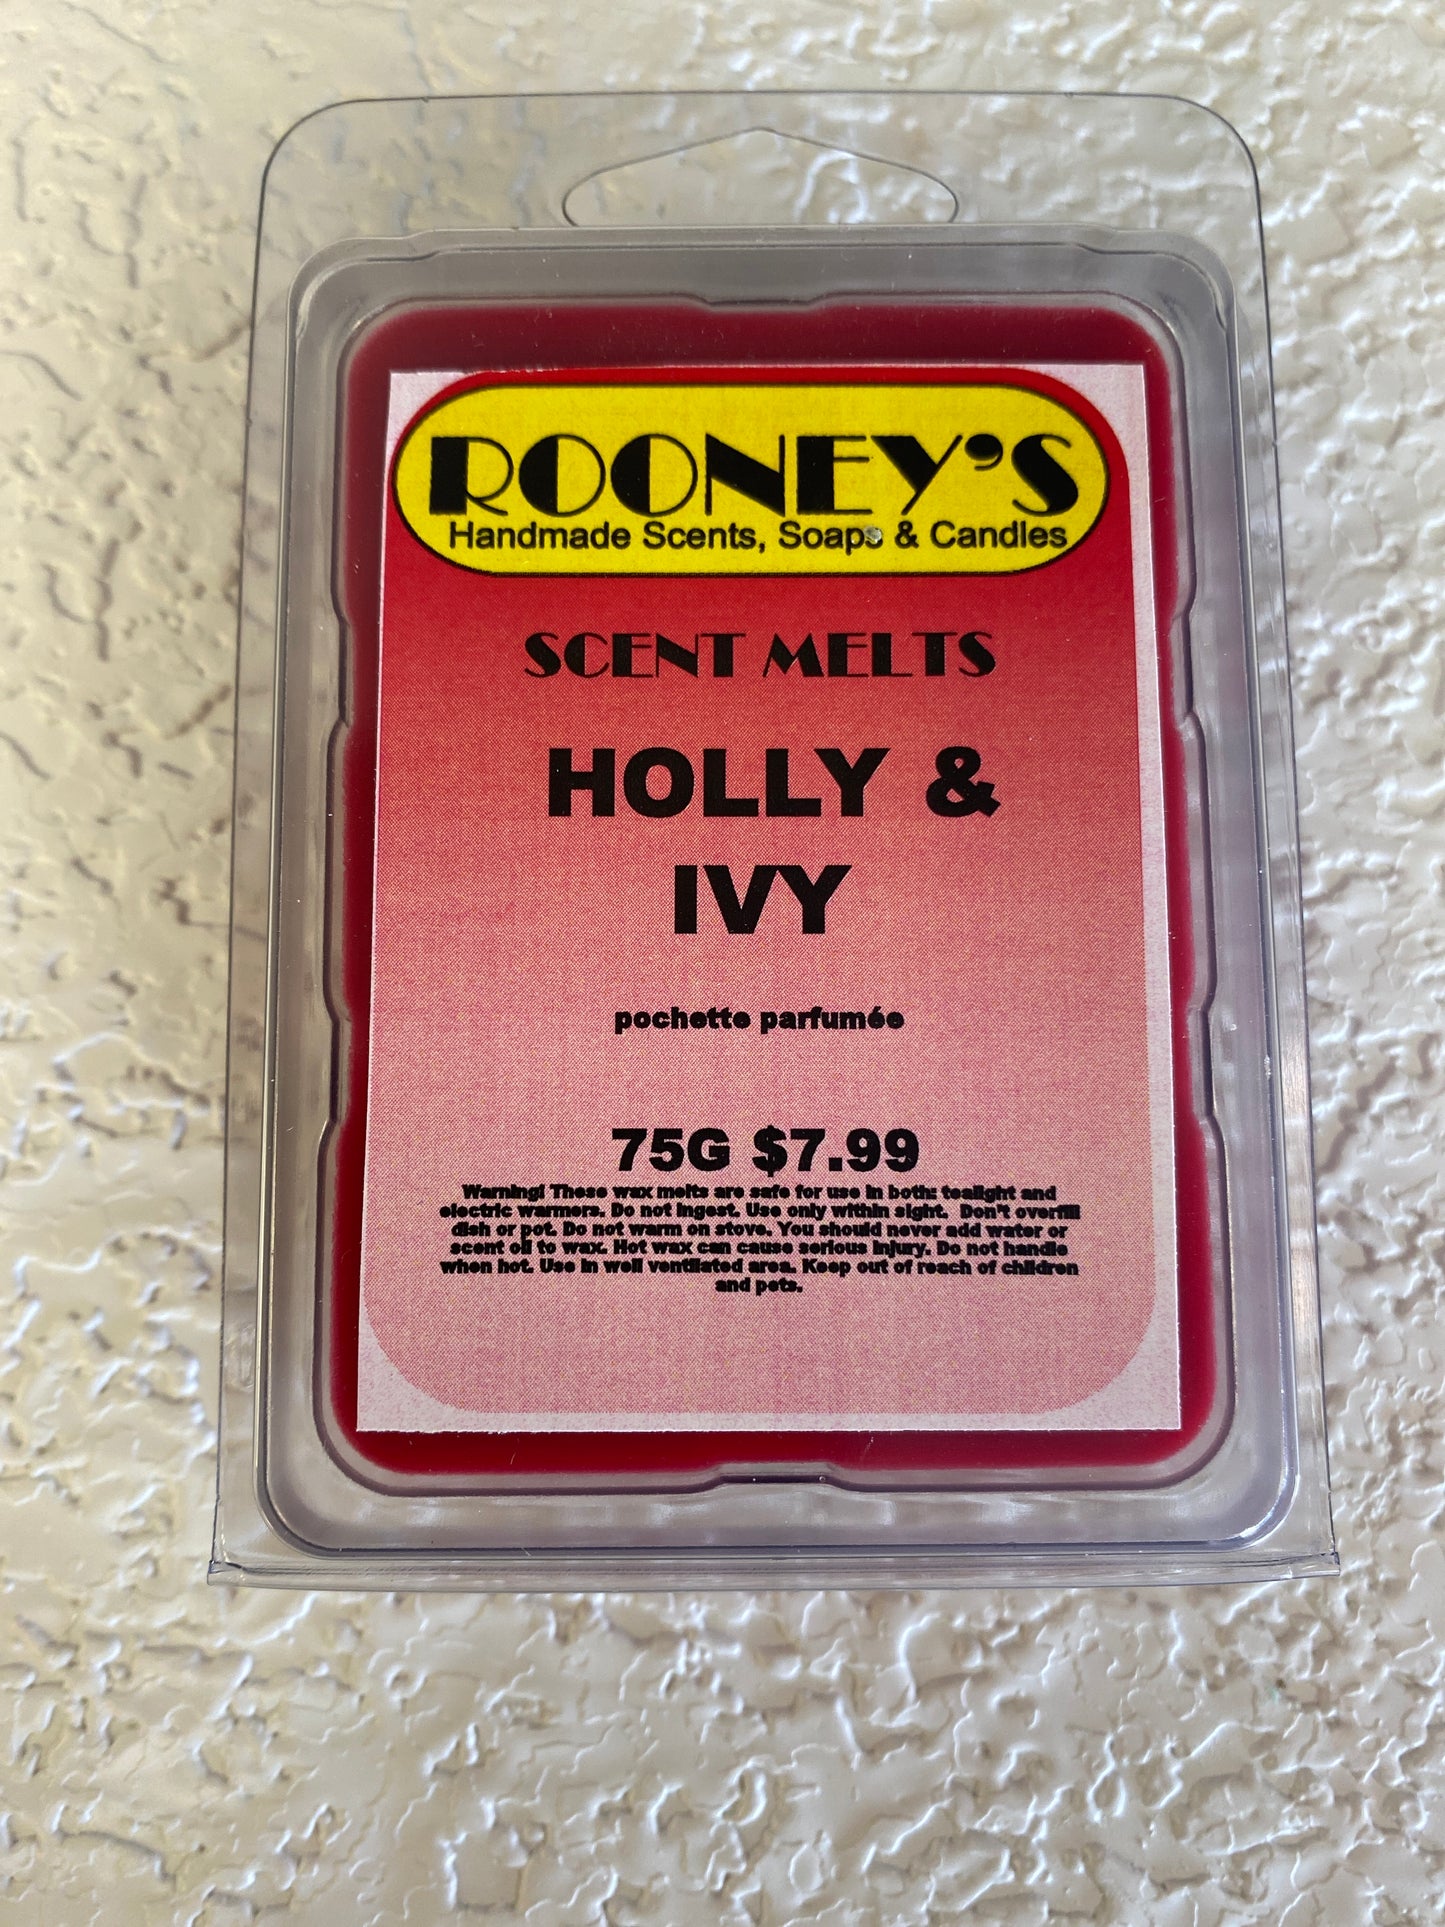 ROONEY'S
Handmade Scents, Soaps & Candles
SCENT MELTS
HOLLY &
IVY
pochette parfumée
75G $7.99
Warning! These wax melts are safe for use in both: tealight and
electric warmers. Do not ingest. Use only within sight. Don't overfill
dish or pot. Do not warm on stove. You should never add water or
scent oil to wax. Hot wax can cause serious injury. Do not handle
when hot. Use in well ventilated area. Keep out of reach of children
and pets.